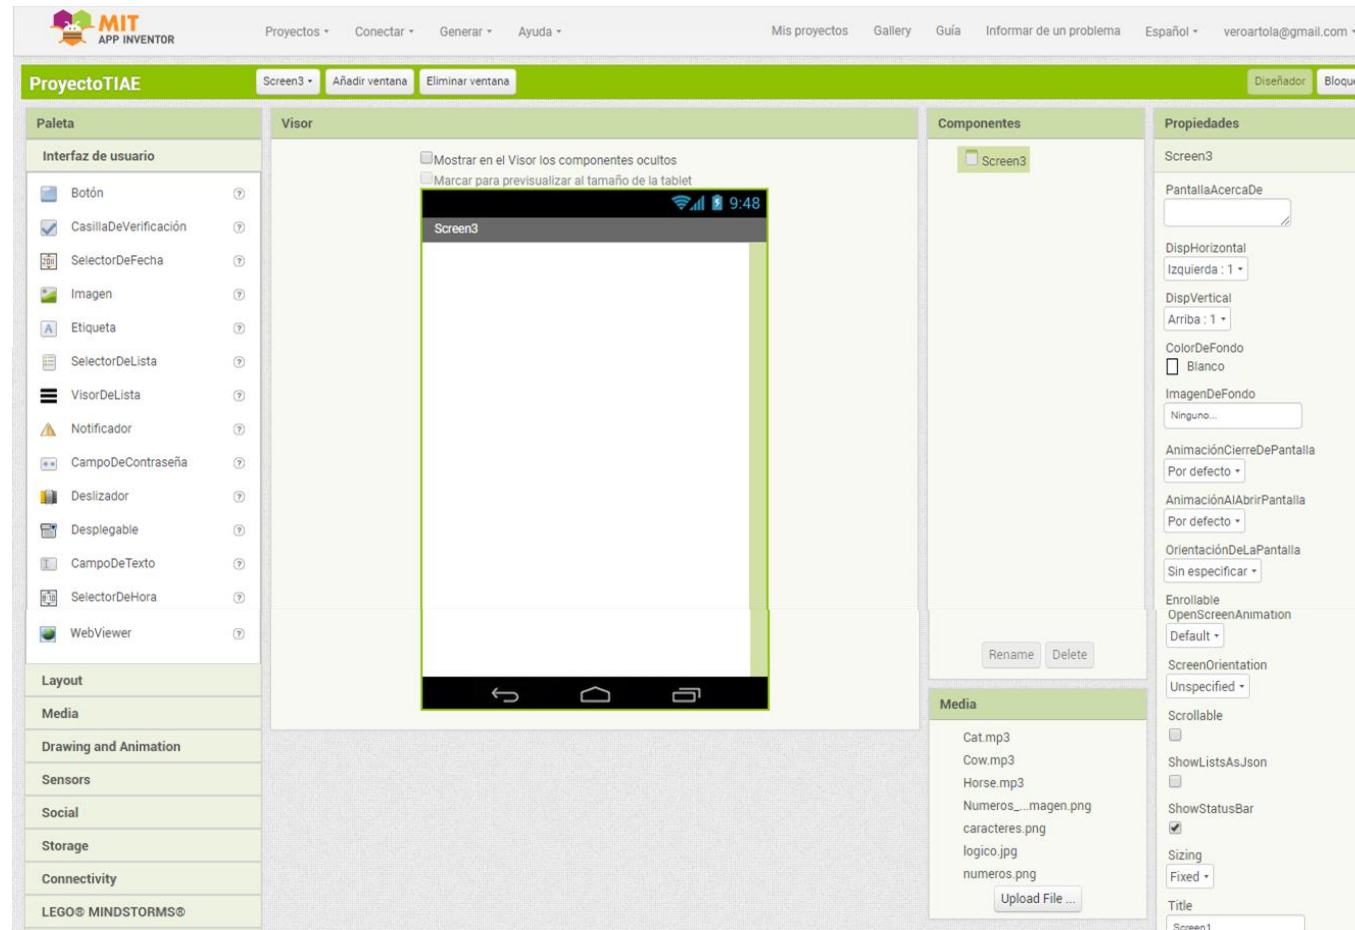 MIT
APP INVENTOR
Proyectos Conectar Generar Ayuda Mis proyectos Gallery Guía Informar de un problema Español veroartola@gmail.com
ProyectoTIAE Screen3 Añadir ventana Eliminar ventana Diseñador Bloque
Paleta
Interfaz de usuario
Botón ?
CasillaDeVerificación ?
SelectorDeFecha ?
Imagen ?
A Etiqueta ?
SelectorDeLista ?
VisorDeLista ?
Notificador ?
CampoDeContraseña ?
Deslizador ?
Desplegable ?
CampoDeTexto ?
SelectorDeHora ?
WebViewer ?
Layout
Media
Drawing and Animation
Sensors
Social
Storage
Connectivity
LEGO® MINDSTORMS®
Visor
Mostrar en el Visor los componentes ocultos
Marcar para previsualizar al tamaño de la tablet
9:48
Screen3
Componentes
Screen3
Rename Delete
Media
Cat.mp3
Cow.mp3
Horse.mp3
Numeros_...magen.png
caracteres.png
logico.jpg
numeros.png
Upload File ...
Propiedades
Screen3
PantallaAcercaDe
DispHorizontal
Izquierda : 1
DispVertical
Arriba : 1
ColorDeFondo
Blanco
ImagenDeFondo
Ninguno...
AnimaciónCierreDePantalla
Por defecto
AnimaciónAlAbrirPantalla
Por defecto
OrientaciónDeLaPantalla
Sin especificar
Enrollable
OpenScreenAnimation
Default
ScreenOrientation
Unspecified
Scrollable
ShowListsAsJson
ShowStatusBar
Sizing
Fixed
Title
Screen1